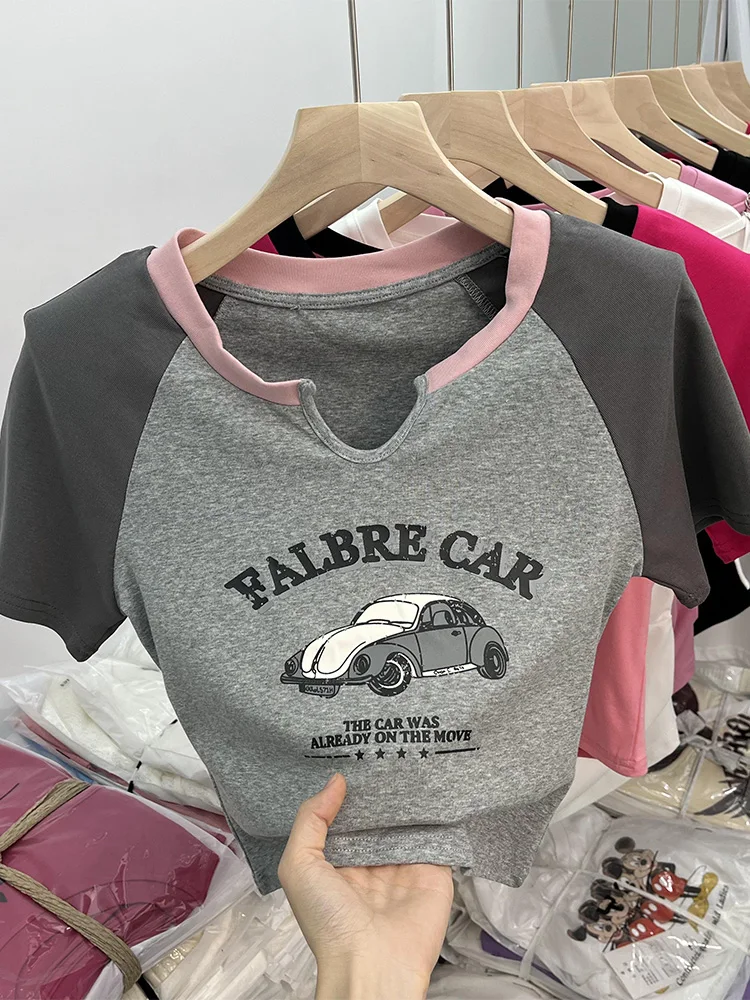 FALBRE CAR
THE CAR WAS
ALREADY ON THE MOVE